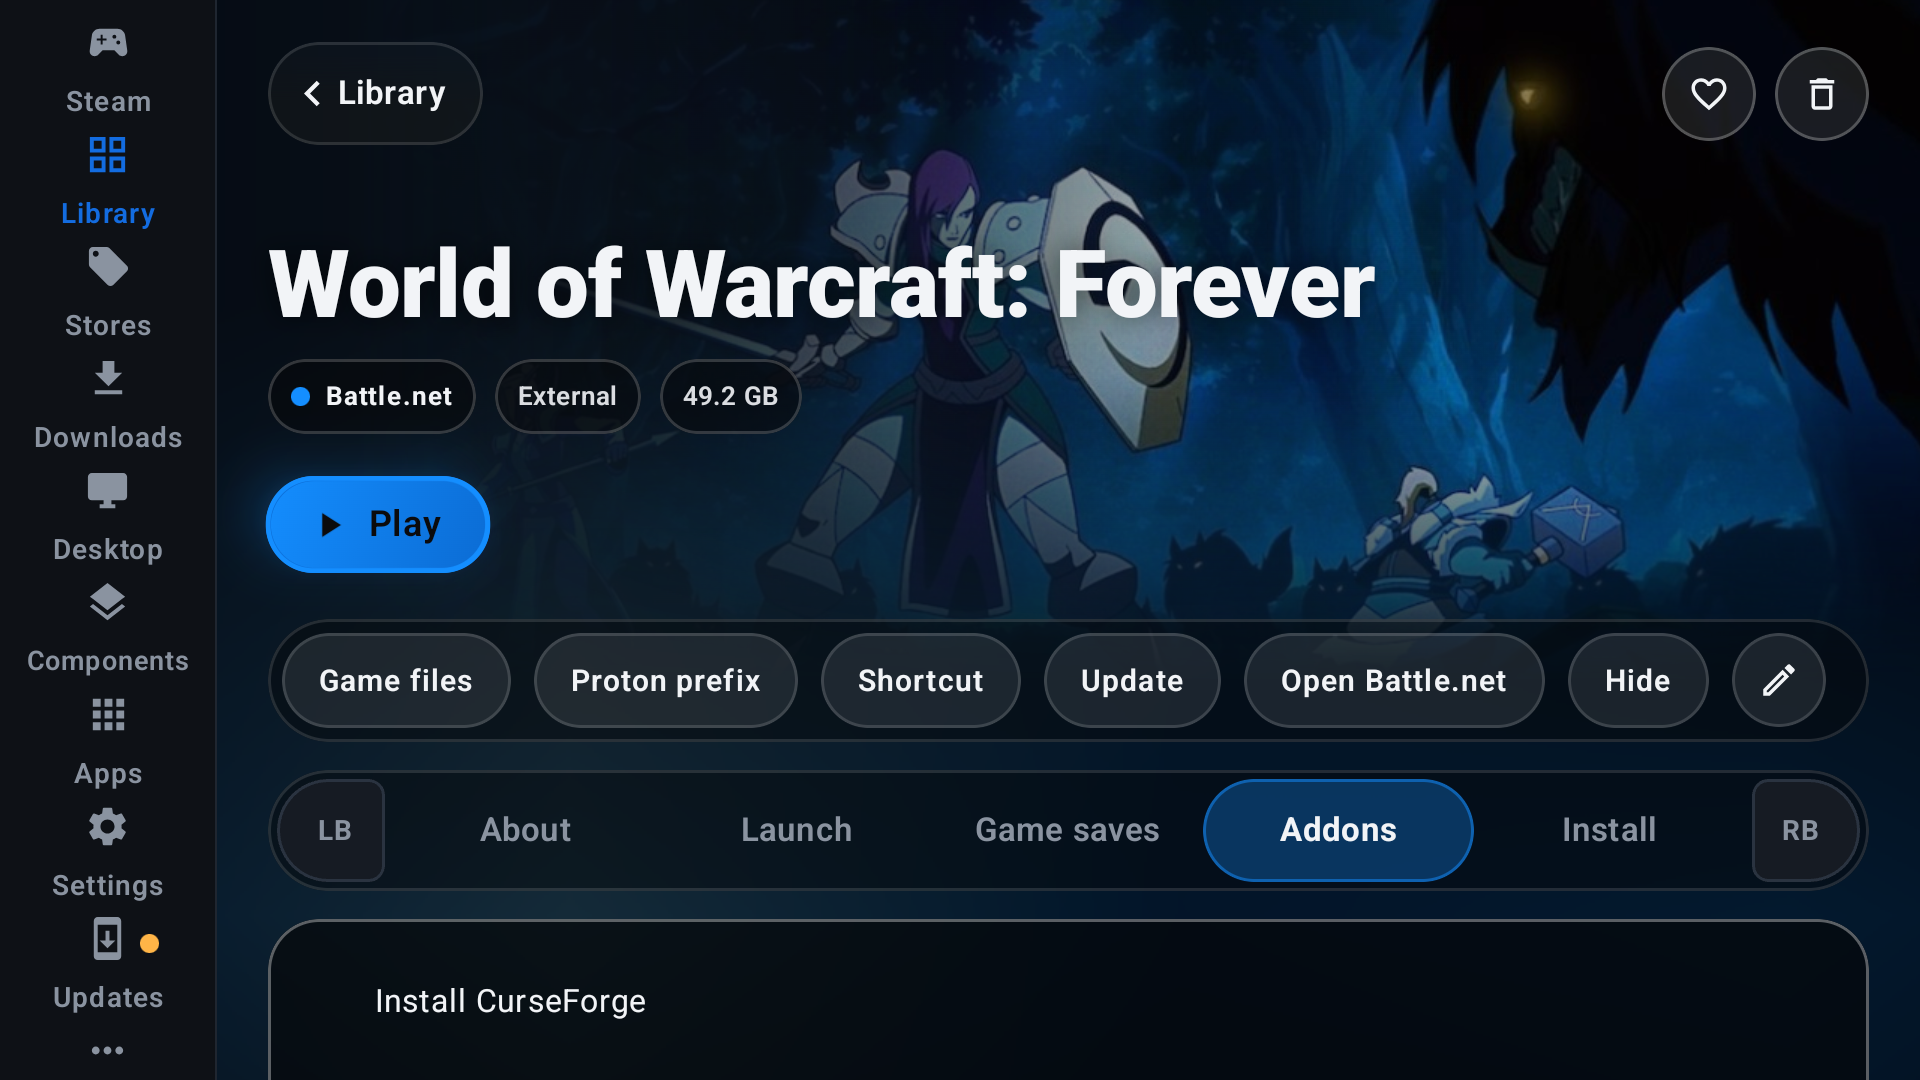 Steam
Library
Stores
Downloads
Desktop
Components
Apps
Settings
Updates
Library
World of Warcraft: Forever
Battle.net
External
49.2 GB
Play
Game files
Proton prefix
Shortcut
Update
Open Battle.net
Hide
LB
About
Launch
Game saves
Addons
Install
RB
Install CurseForge